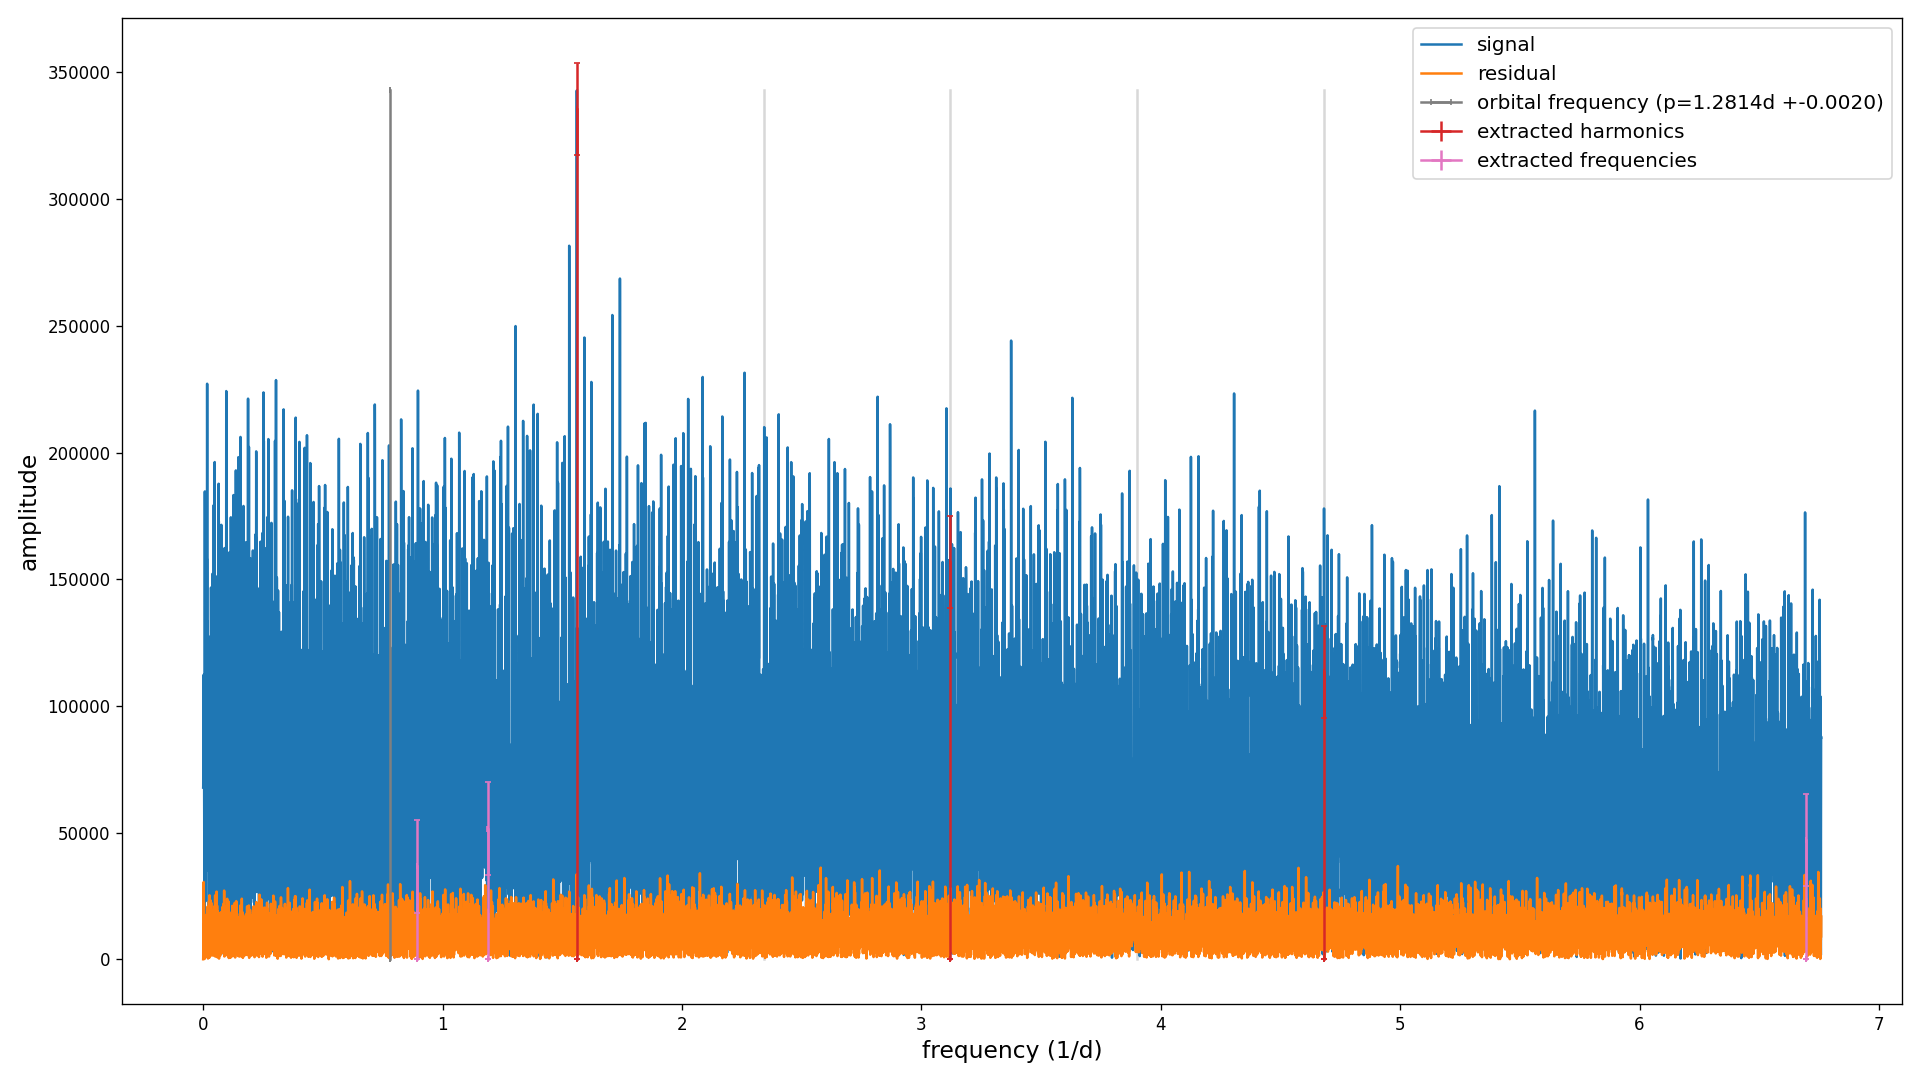 350000
300000
250000
200000
150000
100000
50000
0
amplitude
0 1 2 3 4 5 6 7
frequency (1/d)
signal
residual
orbital frequency (p=1.2814d +-0.0020)
extracted harmonics
extracted frequencies